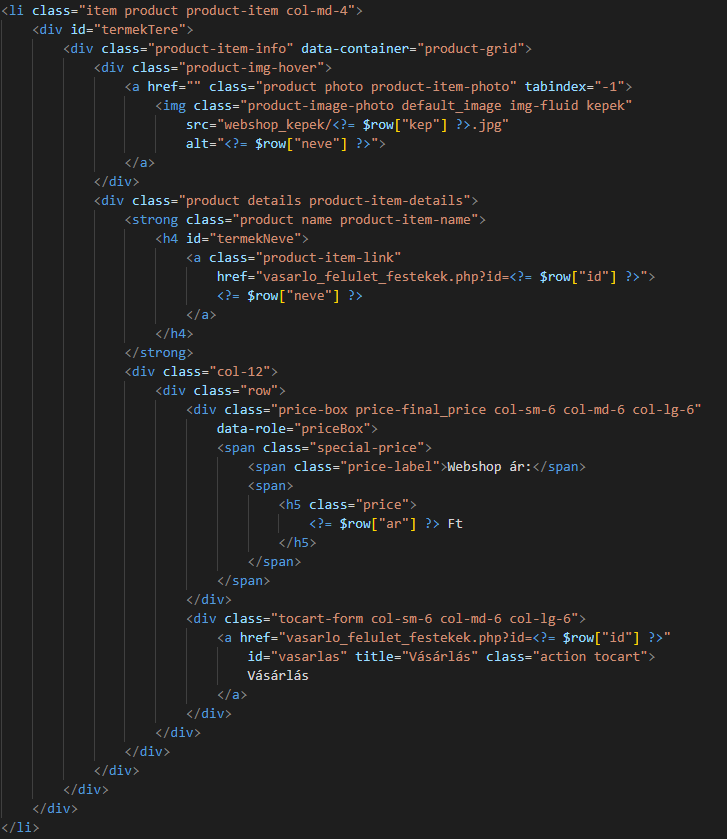 <li class="item product product-item col-md-4">
<div id="termekTere">
<div class="product-item-info" data-container="product-grid">
<div class="product-img-hover">
<a href="" class="product photo product-item-photo" tabindex="-1">
<img class="product-image-photo default_image img-fluid kepek"
src="webshop_kepek/<?= $row["kep"] ?>.jpg"
alt="<?= $row["neve"] ?>">
</a>
</div>
<div class="product details product-item-details">
<strong class="product name product-item-name">
<h4 id="termekNeve">
<a class="product-item-link"
href="vasarlo_felulet_festekek.php?id=<?= $row["id"] ?>">
<?= $row["neve"] ?>
</a>
</h4>
</strong>
<div class="col-12">
<div class="row">
<div class="price-box price-final_price col-sm-6 col-md-6 col-lg-6"
data-role="priceBox">
<span class="special-price">
<span class="price-label">Webshop ár:</span>
<span>
<h5 class="price">
<?= $row["ar"] ?> Ft
</h5>
</span>
</span>
</div>
<div class="tocart-form col-sm-6 col-md-6 col-lg-6">
<a href="vasarlo_felulet_festekek.php?id=<?= $row["id"] ?>"
id="vasarlas" title="Vásárlás" class="action tocart">
Vásárlás
</a>
</div>
</div>
</div>
</div>
</div>
</div>
</li>